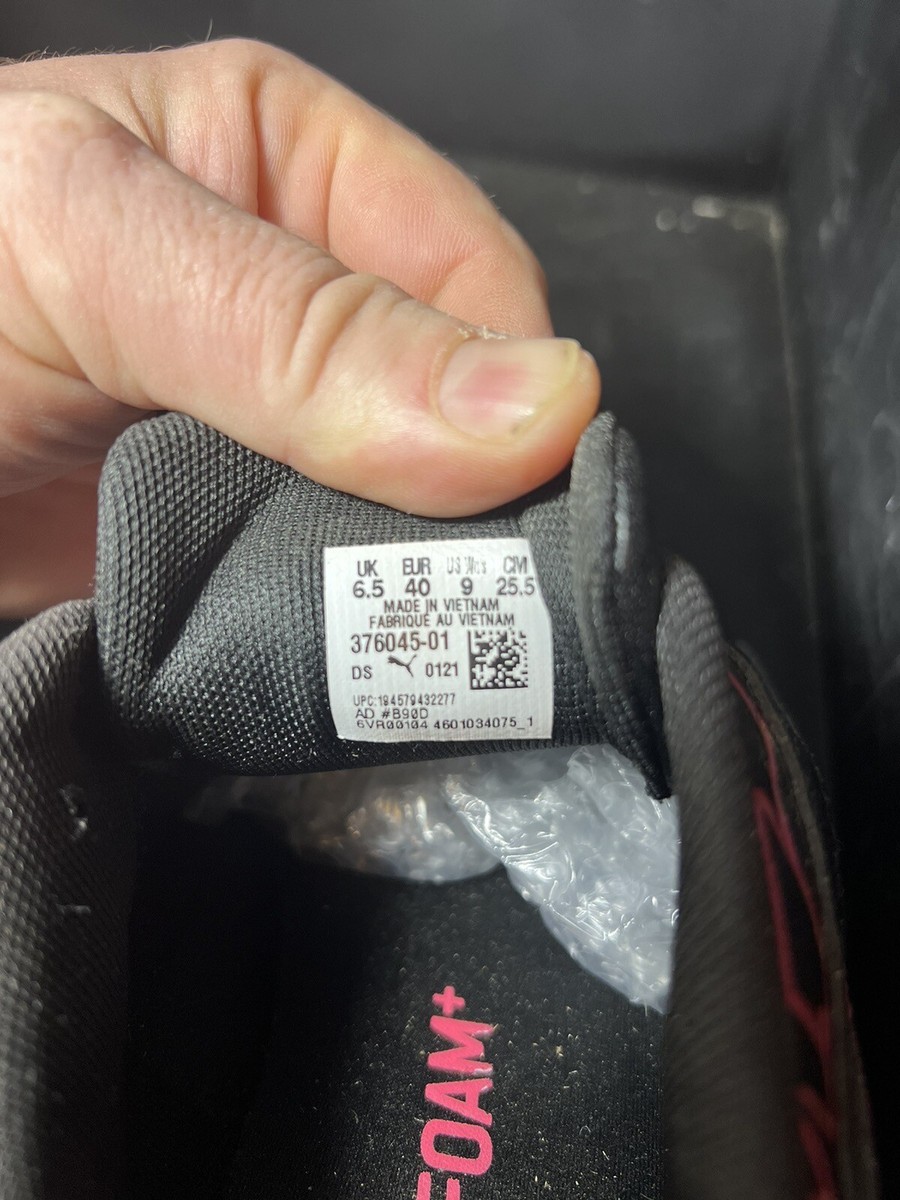 UK EUR US Wo's CM
6.5 40 9 25.5
MADE IN VIETNAM
FABRIQUÉ AU VIETNAM
376045-01
DS 0121
UPC:194579432277
AD #B90D
6VR00104 4601034075_1
FOAM+